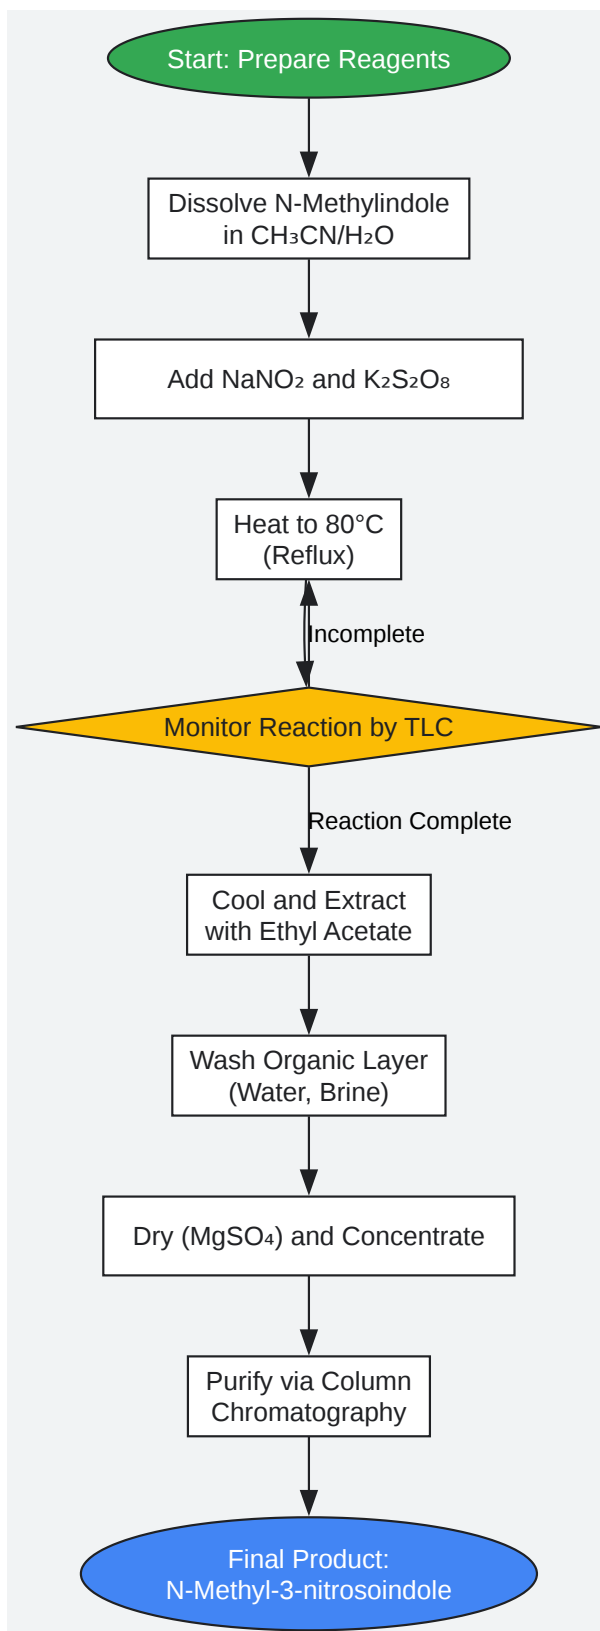 Start: Prepare Reagents
Dissolve N-Methylindole
in CH₃CN/H₂O
Add NaNO₂ and K₂S₂O₈
Heat to 80°C
(Reflux)
Incomplete
Monitor Reaction by TLC
Reaction Complete
Cool and Extract
with Ethyl Acetate
Wash Organic Layer
(Water, Brine)
Dry (MgSO₄) and Concentrate
Purify via Column
Chromatography
Final Product:
N-Methyl-3-nitrosoindole